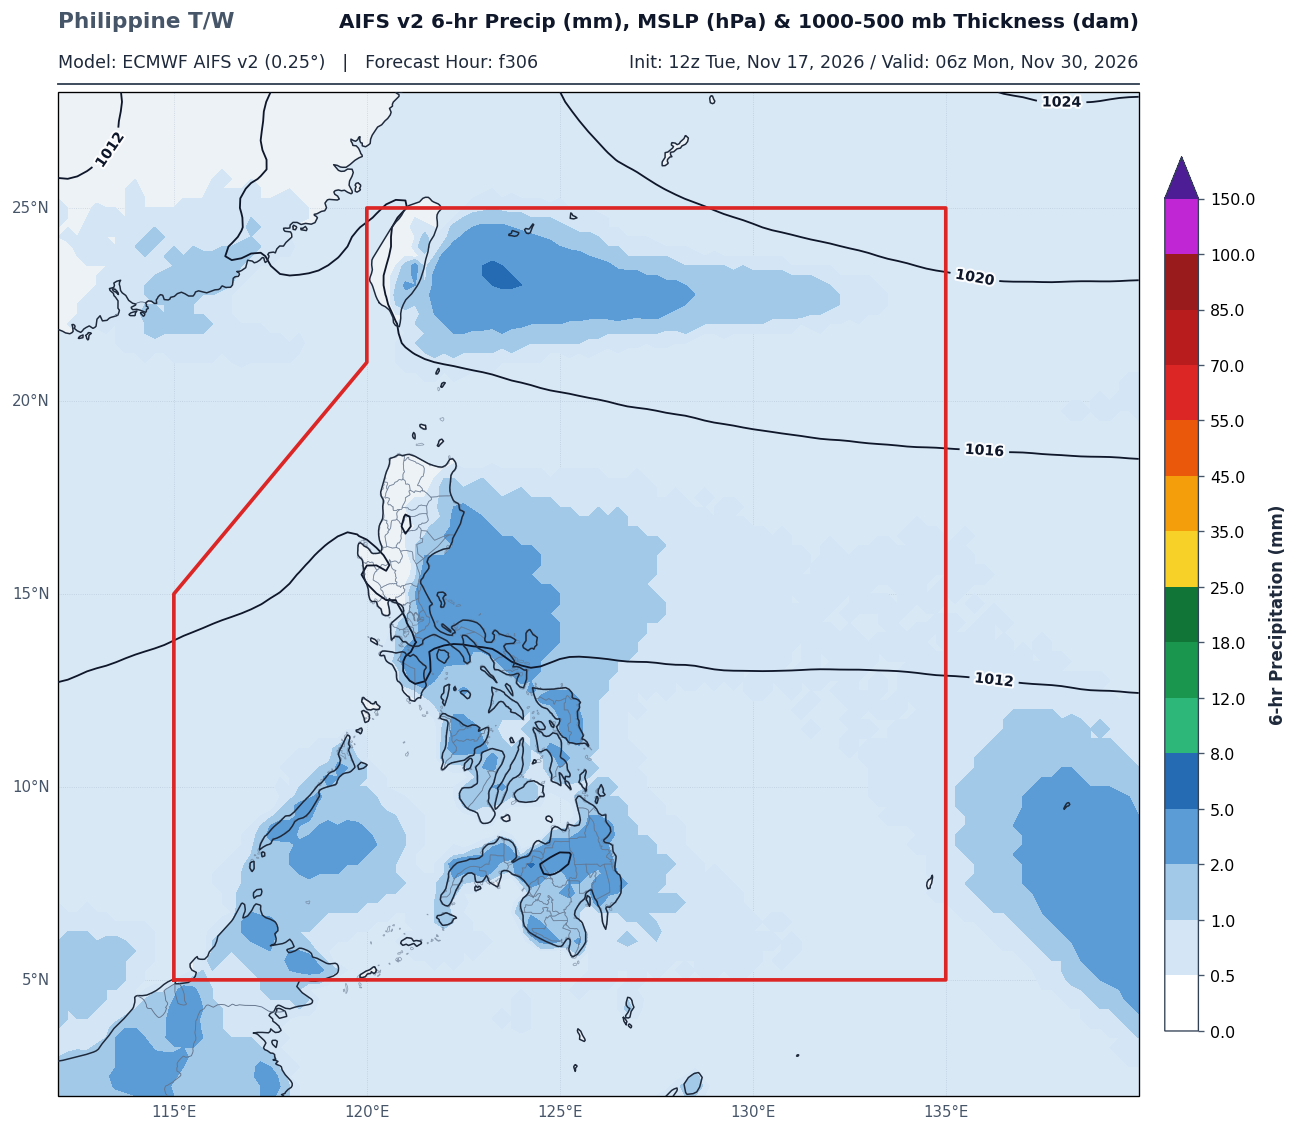 Philippine T/W
AIFS v2 6-hr Precip (mm), MSLP (hPa) & 1000-500 mb Thickness (dam)
Model: ECMWF AIFS v2 (0.25°) | Forecast Hour: f306
Init: 12z Tue, Nov 17, 2026 / Valid: 06z Mon, Nov 30, 2026
1024
1012
1020
1016
1012
25°N
20°N
15°N
10°N
5°N
115°E
120°E
125°E
130°E
135°E
150.0
100.0
85.0
70.0
55.0
45.0
35.0
25.0
18.0
12.0
8.0
5.0
2.0
1.0
0.5
0.0
6-hr Precipitation (mm)